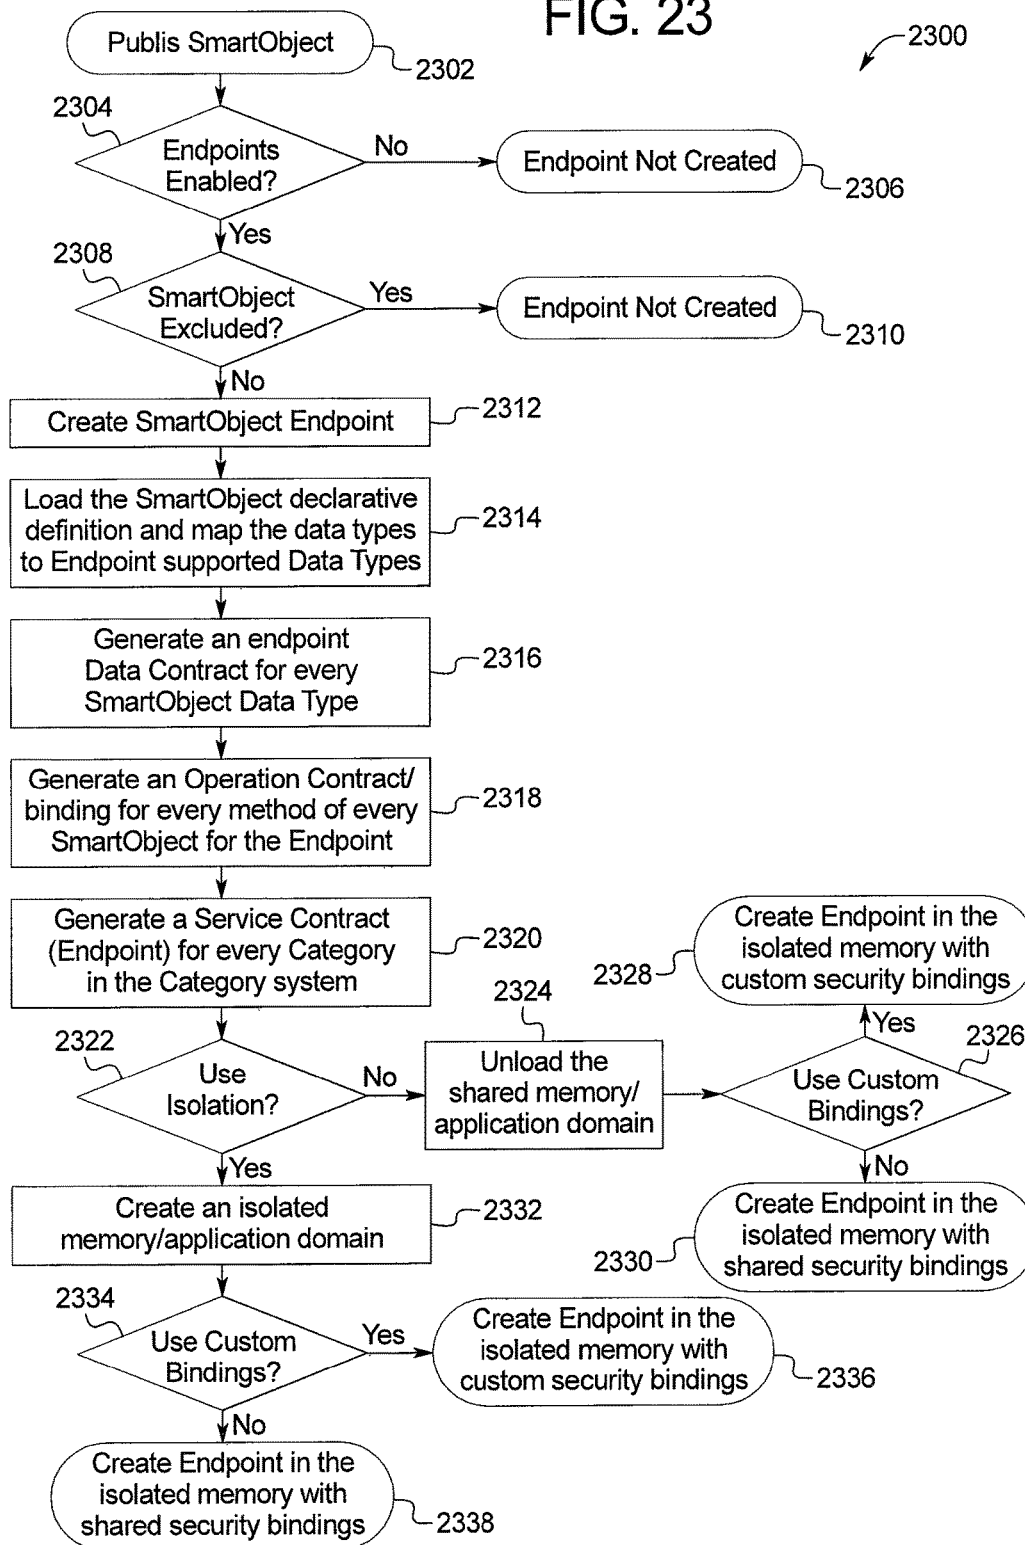 FIG. 23
2300
Publis SmartObject
2302
2304
Endpoints
Enabled?
No
Endpoint Not Created
2306
Yes
2308
SmartObject
Excluded?
Yes
Endpoint Not Created
2310
No
Create SmartObject Endpoint
2312
Load the SmartObject declarative
definition and map the data types
to Endpoint supported Data Types
2314
Generate an endpoint
Data Contract for every
SmartObject Data Type
2316
Generate an Operation Contract/
binding for every method of every
SmartObject for the Endpoint
2318
Generate a Service Contract
(Endpoint) for every Category
in the Category system
2320
2322
Use
Isolation?
No
2324
Unload the
shared memory/
application domain
2326
Use Custom
Bindings?
Yes
Create Endpoint in the
isolated memory with
custom security bindings
2328
No
Create Endpoint in the
isolated memory with
shared security bindings
2330
Yes
Create an isolated
memory/application domain
2332
2334
Use Custom
Bindings?
Yes
Create Endpoint in the
isolated memory with
custom security bindings
2336
No
Create Endpoint in the
isolated memory with
shared security bindings
2338